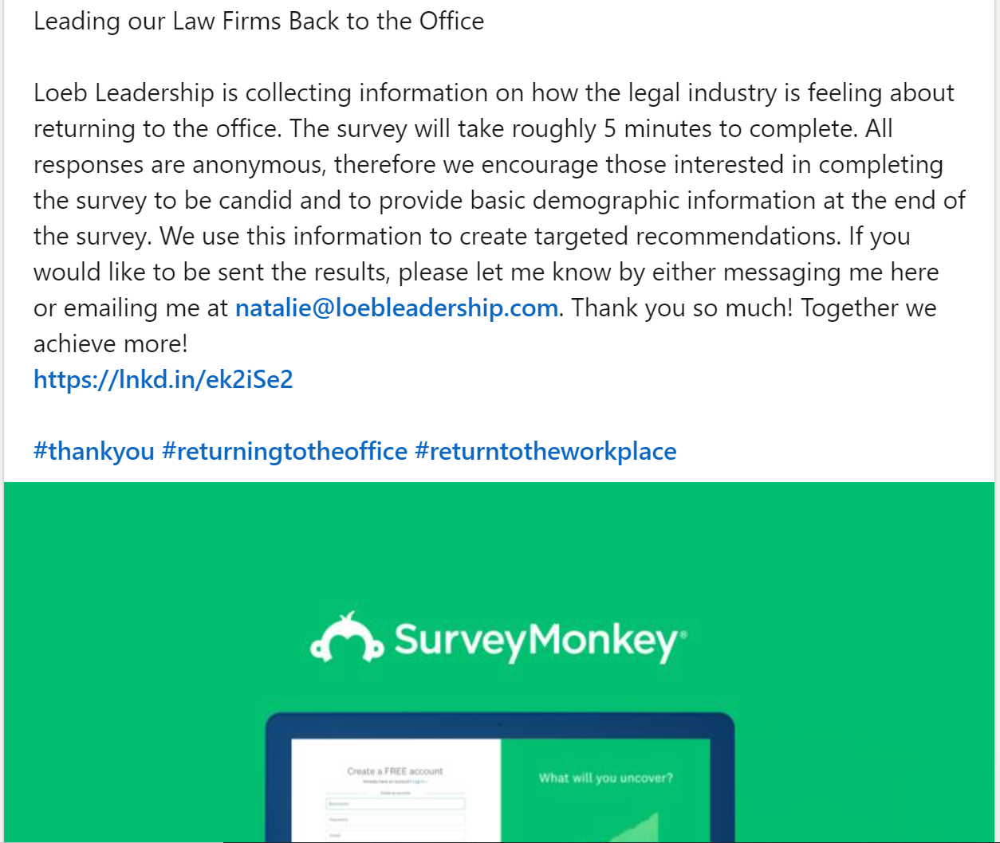 Leading our Law Firms Back to the Office
Loeb Leadership is collecting information on how the legal industry is feeling about
returning to the office. The survey will take roughly 5 minutes to complete. All
responses are anonymous, therefore we encourage those interested in completing
the survey to be candid and to provide basic demographic information at the end of
the survey. We use this information to create targeted recommendations. If you
would like to be sent the results, please let me know by either messaging me here
or emailing me at natalie@loebleadership.com. Thank you so much! Together we
achieve more!
https://lnkd.in/ek2iSe2
#thankyou #returningtotheoffice #returntotheworkplace
SurveyMonkey®
Create a FREE account
What will you uncover?